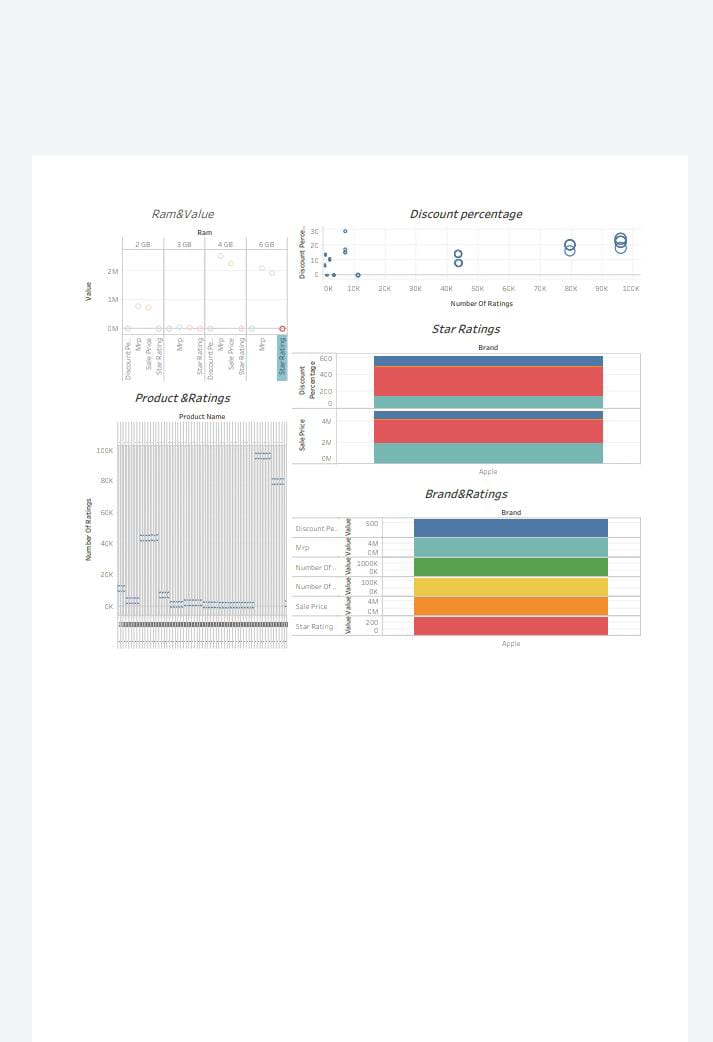 Ram&Value
Ram
2 GB 3 GB 4 GB 6 GB
Value
2M
1M
0M
Discount Pe..
Mrp
Sale Price
Star Rating
Mrp
Star Rating
Discount Pe..
Mrp
Sale Price
Star Rating
Mrp
Star Rating
Discount percentage
Discount Perce..
30
20
10
0
0K 10K 20K 30K 40K 50K 60K 70K 80K 90K 100K
Number Of Ratings
Star Ratings
Brand
Discount
Percentage
600
400
200
0
Sale Price
4M
2M
0M
Apple
Product &Ratings
Product Name
Number Of Ratings
100K
80K
60K
40K
20K
0K
Brand&Ratings
Brand
Discount Pe.. Value 500
Mrp Value 4M
0M
Number Of .. Value 1000K
0K
Number Of .. Value 100K
0K
Sale Price Value 4M
0M
Star Rating Value 200
0
Apple